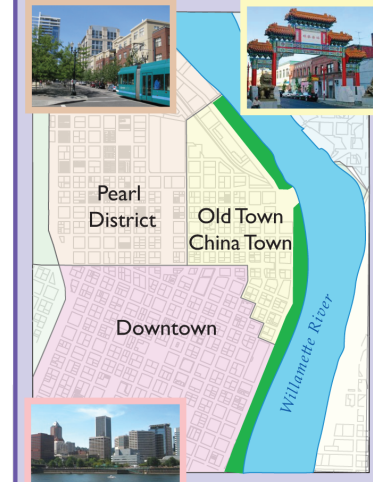 Pearl
District
Old Town
China Town
Downtown
Willamette River